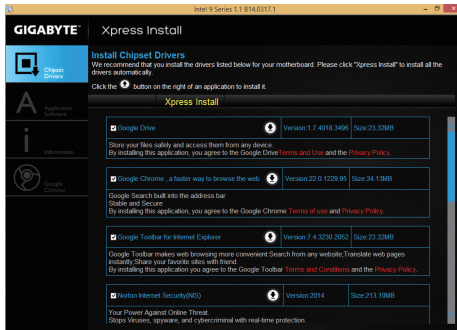 Intel 9 Series 1.1 B14.0317.1
GIGABYTE™
Xpress Install
Chipset
Drivers
Application
Software
Information
Google
Chrome
Install Chipset Drivers
We recommend that you install the drivers listed below for your motherboard. Please click "Xpress Install" to install all the
drivers automatically.
Click the button on the right of an application to install it.
Xpress Install
Google Drive Version:1.7.4018.3496 Size:23.32MB
Store your files safely and access them from any device.
By installing this application, you agree to the Google DriveTerms and Use and the Privacy Policy.
Google Chrome , a faster way to browse the web Version:22.0.1229.95 Size:34.13MB
Google Search built into the address bar
Stable and Secure
By installing this application, you agree to the Google Chrome Terms of use and Privacy Policy.
Google Toolbar for Internet Explorer Version:7.4.3230.2052 Size:23.32MB
Google Toolbar makes web browsing more convenient:Search from any website;Translate web pages
instantly;Share your favorite sites with friend.
By installing this application you agree to the Google Toolbar Terms and Conditions and the Privacy Policy.
Norton Internet Security(NIS) Version:2014 Size:213.10MB
Your Power Against Online Threat.
Stops Viruses, spyware, and cybercriminal with real-time protection.